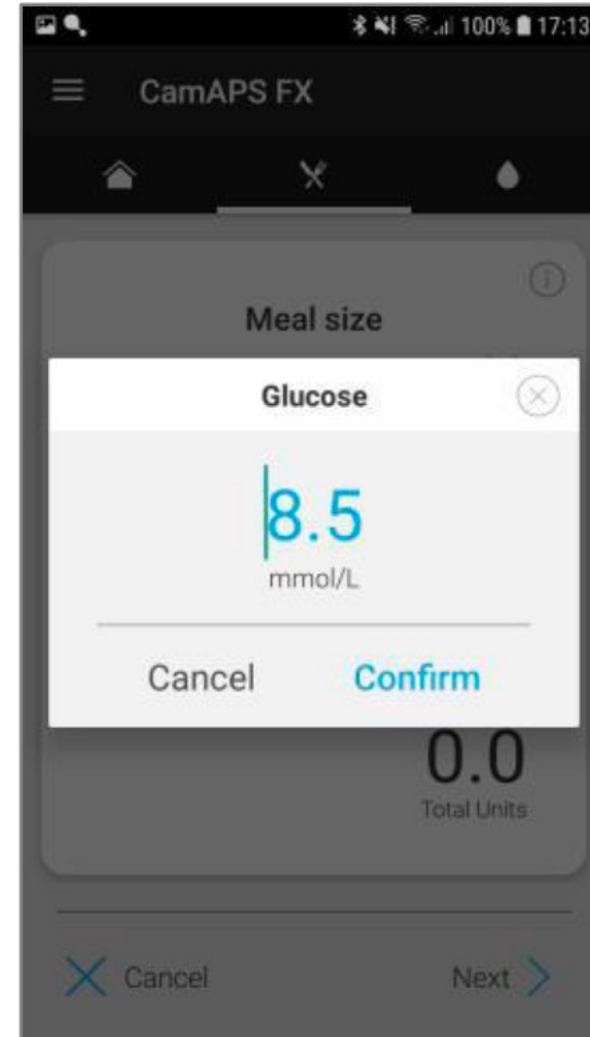 100% 17:13
CamAPS FX
Meal size
Glucose
8.5
mmol/L
Cancel Confirm
0.0
Total Units
Cancel Next